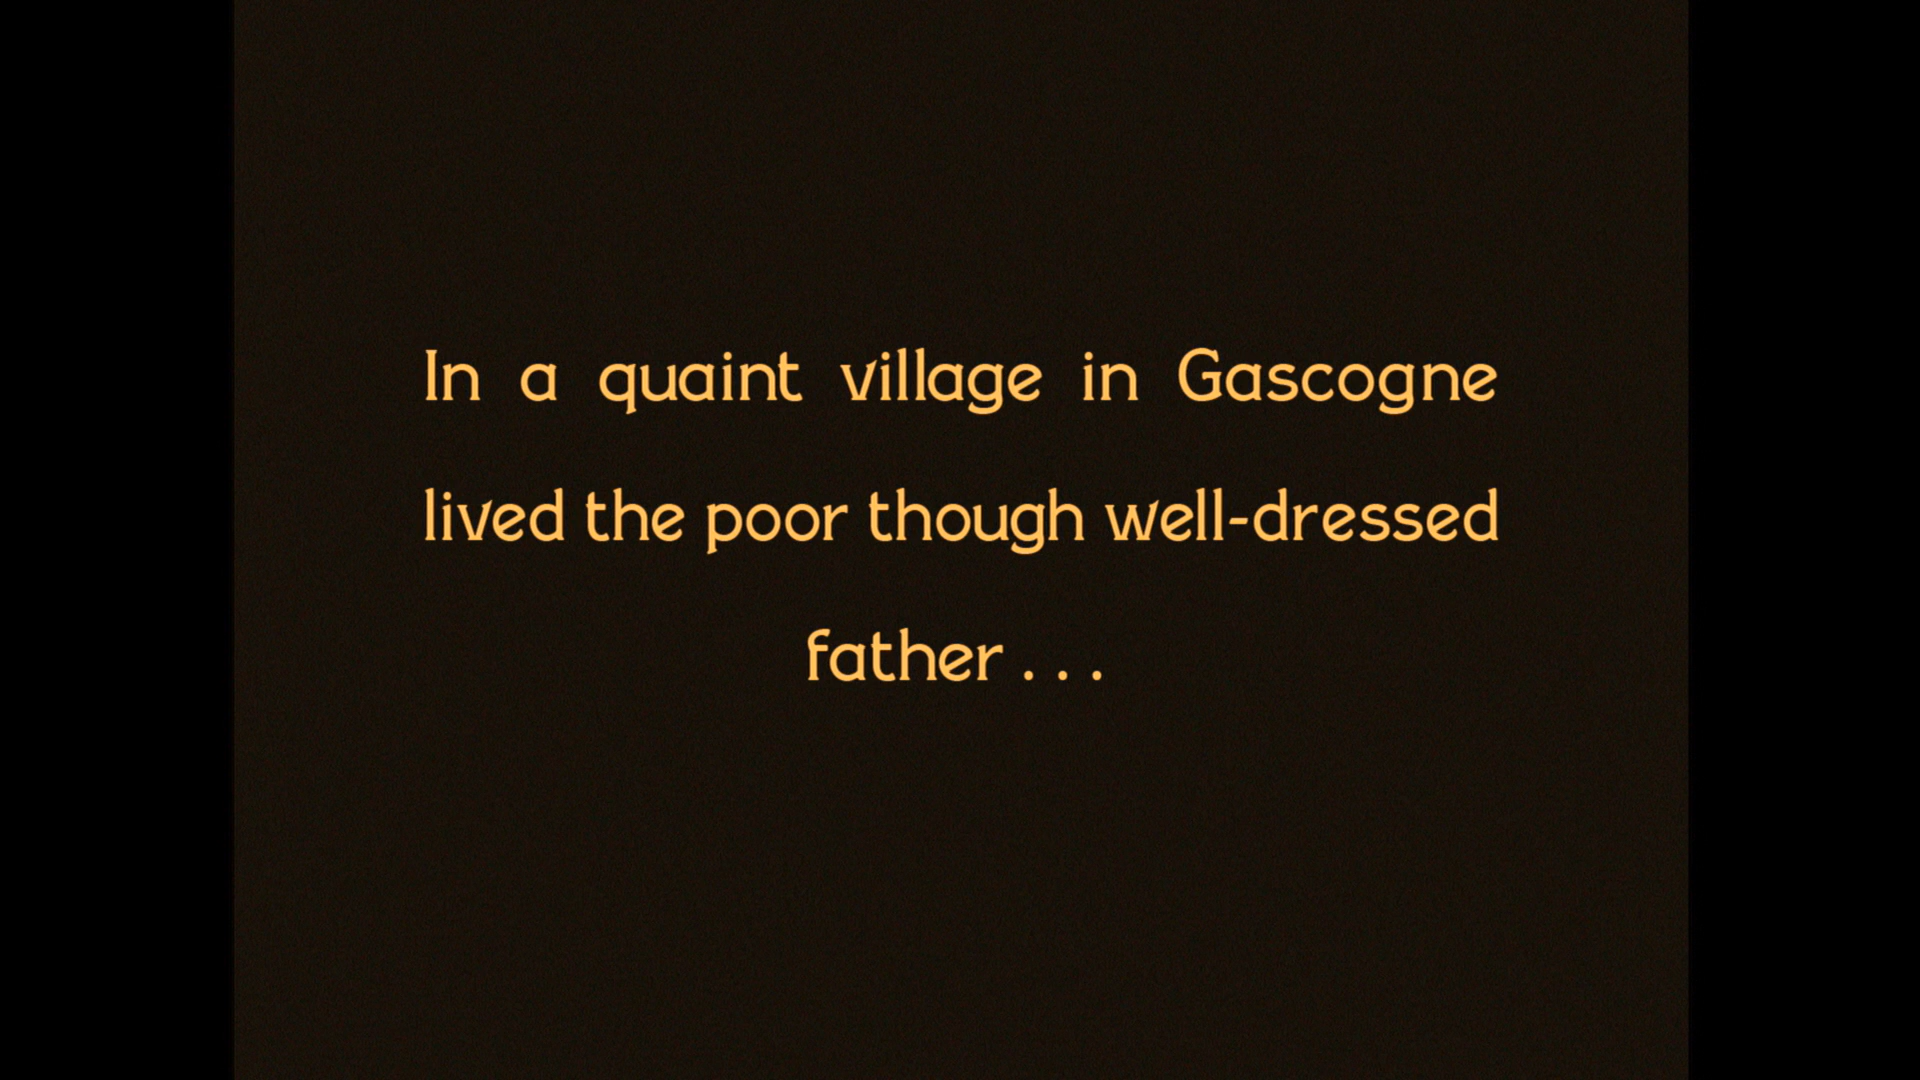 In a quaint village in Gascogne
lived the poor though well-dressed
father . . .